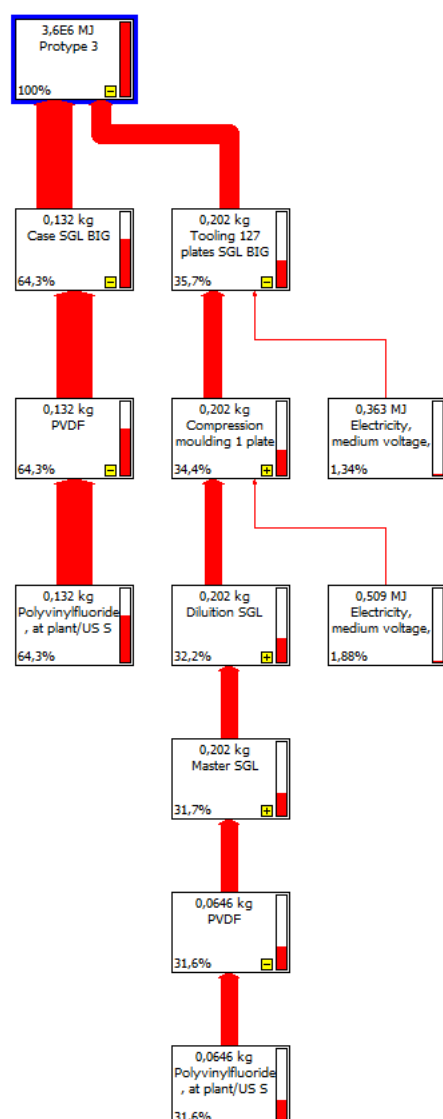 3,6E6 MJ
Protype 3
100%
0,132 kg
Case SGL BIG
64,3%
0,202 kg
Tooling 127
plates SGL BIG
35,7%
0,132 kg
PVDF
64,3%
0,202 kg
Compression
moulding 1 plate
34,4%
0,363 MJ
Electricity,
medium voltage,
1,34%
0,132 kg
Polyvinylfluoride
, at plant/US S
64,3%
0,202 kg
Dilution SGL
32,2%
0,509 MJ
Electricity,
medium voltage,
1,88%
0,202 kg
Master SGL
31,7%
0,0646 kg
PVDF
31,6%
0,0646 kg
Polyvinylfluoride
, at plant/US S
31,6%